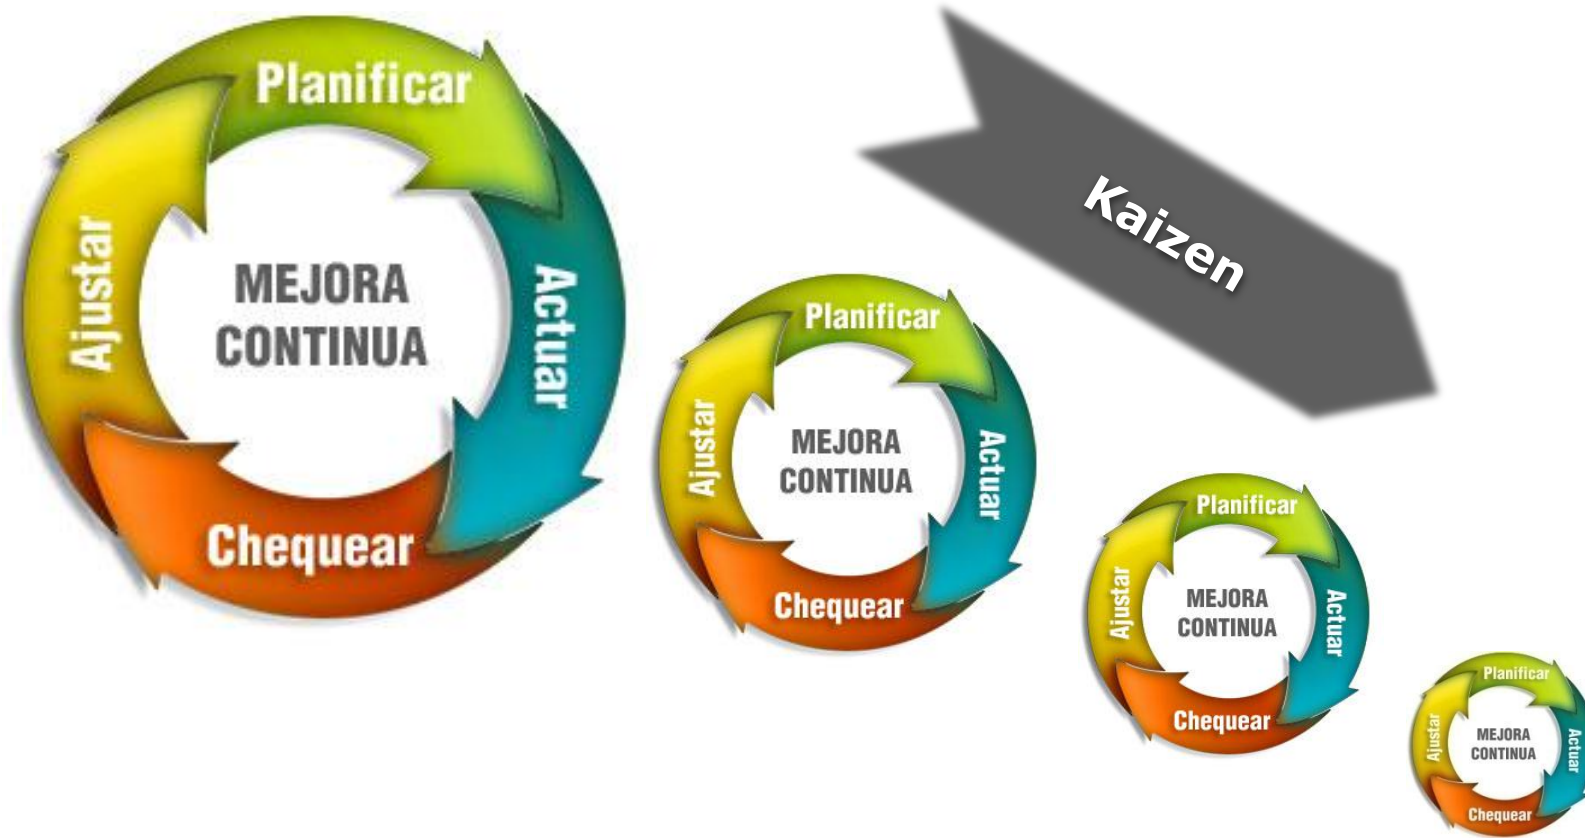 Planificar
Ajustar
MEJORA
CONTINUA
Actuar
Chequear
Kaizen
Planificar
Ajustar
MEJORA
CONTINUA
Actuar
Chequear
Planificar
Ajustar
MEJORA
CONTINUA
Actuar
Chequear
Planificar
Ajustar
MEJORA
CONTINUA
Actuar
Chequear